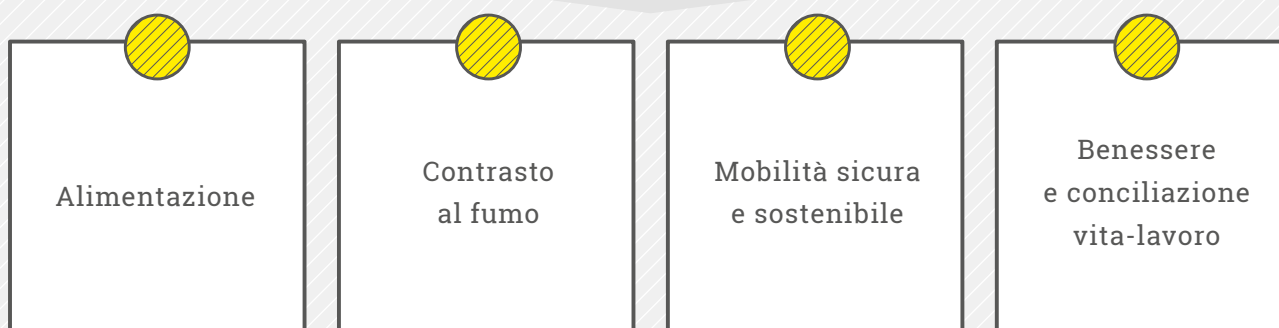 Alimentazione
Contrasto
al fumo
Mobilità sicura
e sostenibile
Benessere
e conciliazione
vita-lavoro